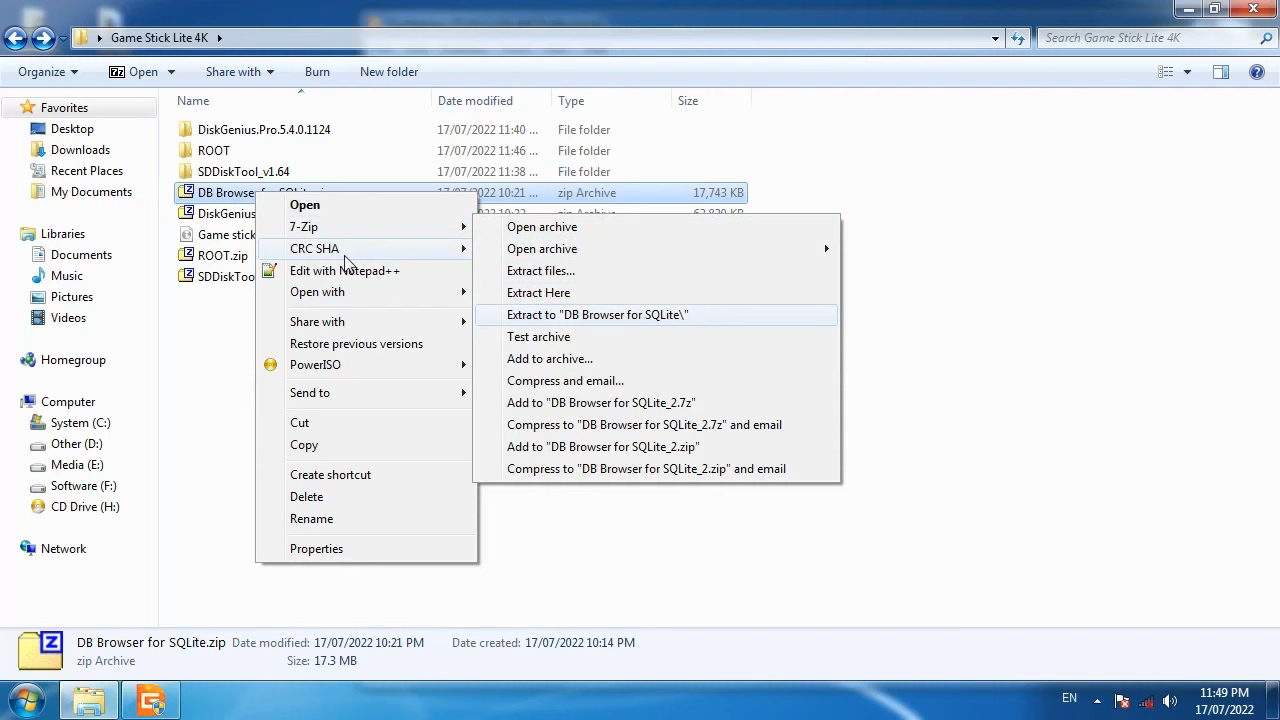 Game Stick Lite 4K
Search Game Stick Lite 4K
Organize
Open
Share with
Burn
New folder
Name
Date modified
Type
Size
Favorites
Desktop
Downloads
Recent Places
My Documents
Libraries
Documents
Music
Pictures
Videos
Homegroup
Computer
System (C:)
Other (D:)
Media (E:)
Software (F:)
CD Drive (H:)
Network
DiskGenius.Pro.5.4.0.1124
17/07/2022 11:40 ...
File folder
ROOT
17/07/2022 11:46 ...
File folder
SDDiskTool_v1.64
17/07/2022 11:38 ...
File folder
DB Browser
17/07/2022 10:21 ...
zip Archive
17,743 KB
DiskGenius
Game stick
ROOT.zip
SDDiskToo
Open
7-Zip
CRC SHA
Edit with Notepad++
Open with
Share with
Restore previous versions
PowerISO
Send to
Cut
Copy
Create shortcut
Delete
Rename
Properties
Open archive
Open archive
Extract files...
Extract Here
Extract to "DB Browser for SQLite\"
Test archive
Add to archive...
Compress and email...
Add to "DB Browser for SQLite_2.7z"
Compress to "DB Browser for SQLite_2.7z" and email
Add to "DB Browser for SQLite_2.zip"
Compress to "DB Browser for SQLite_2.zip" and email
DB Browser for SQLite.zip
Date modified: 17/07/2022 10:21 PM
Date created: 17/07/2022 10:14 PM
zip Archive
Size: 17.3 MB
EN
11:49 PM
17/07/2022